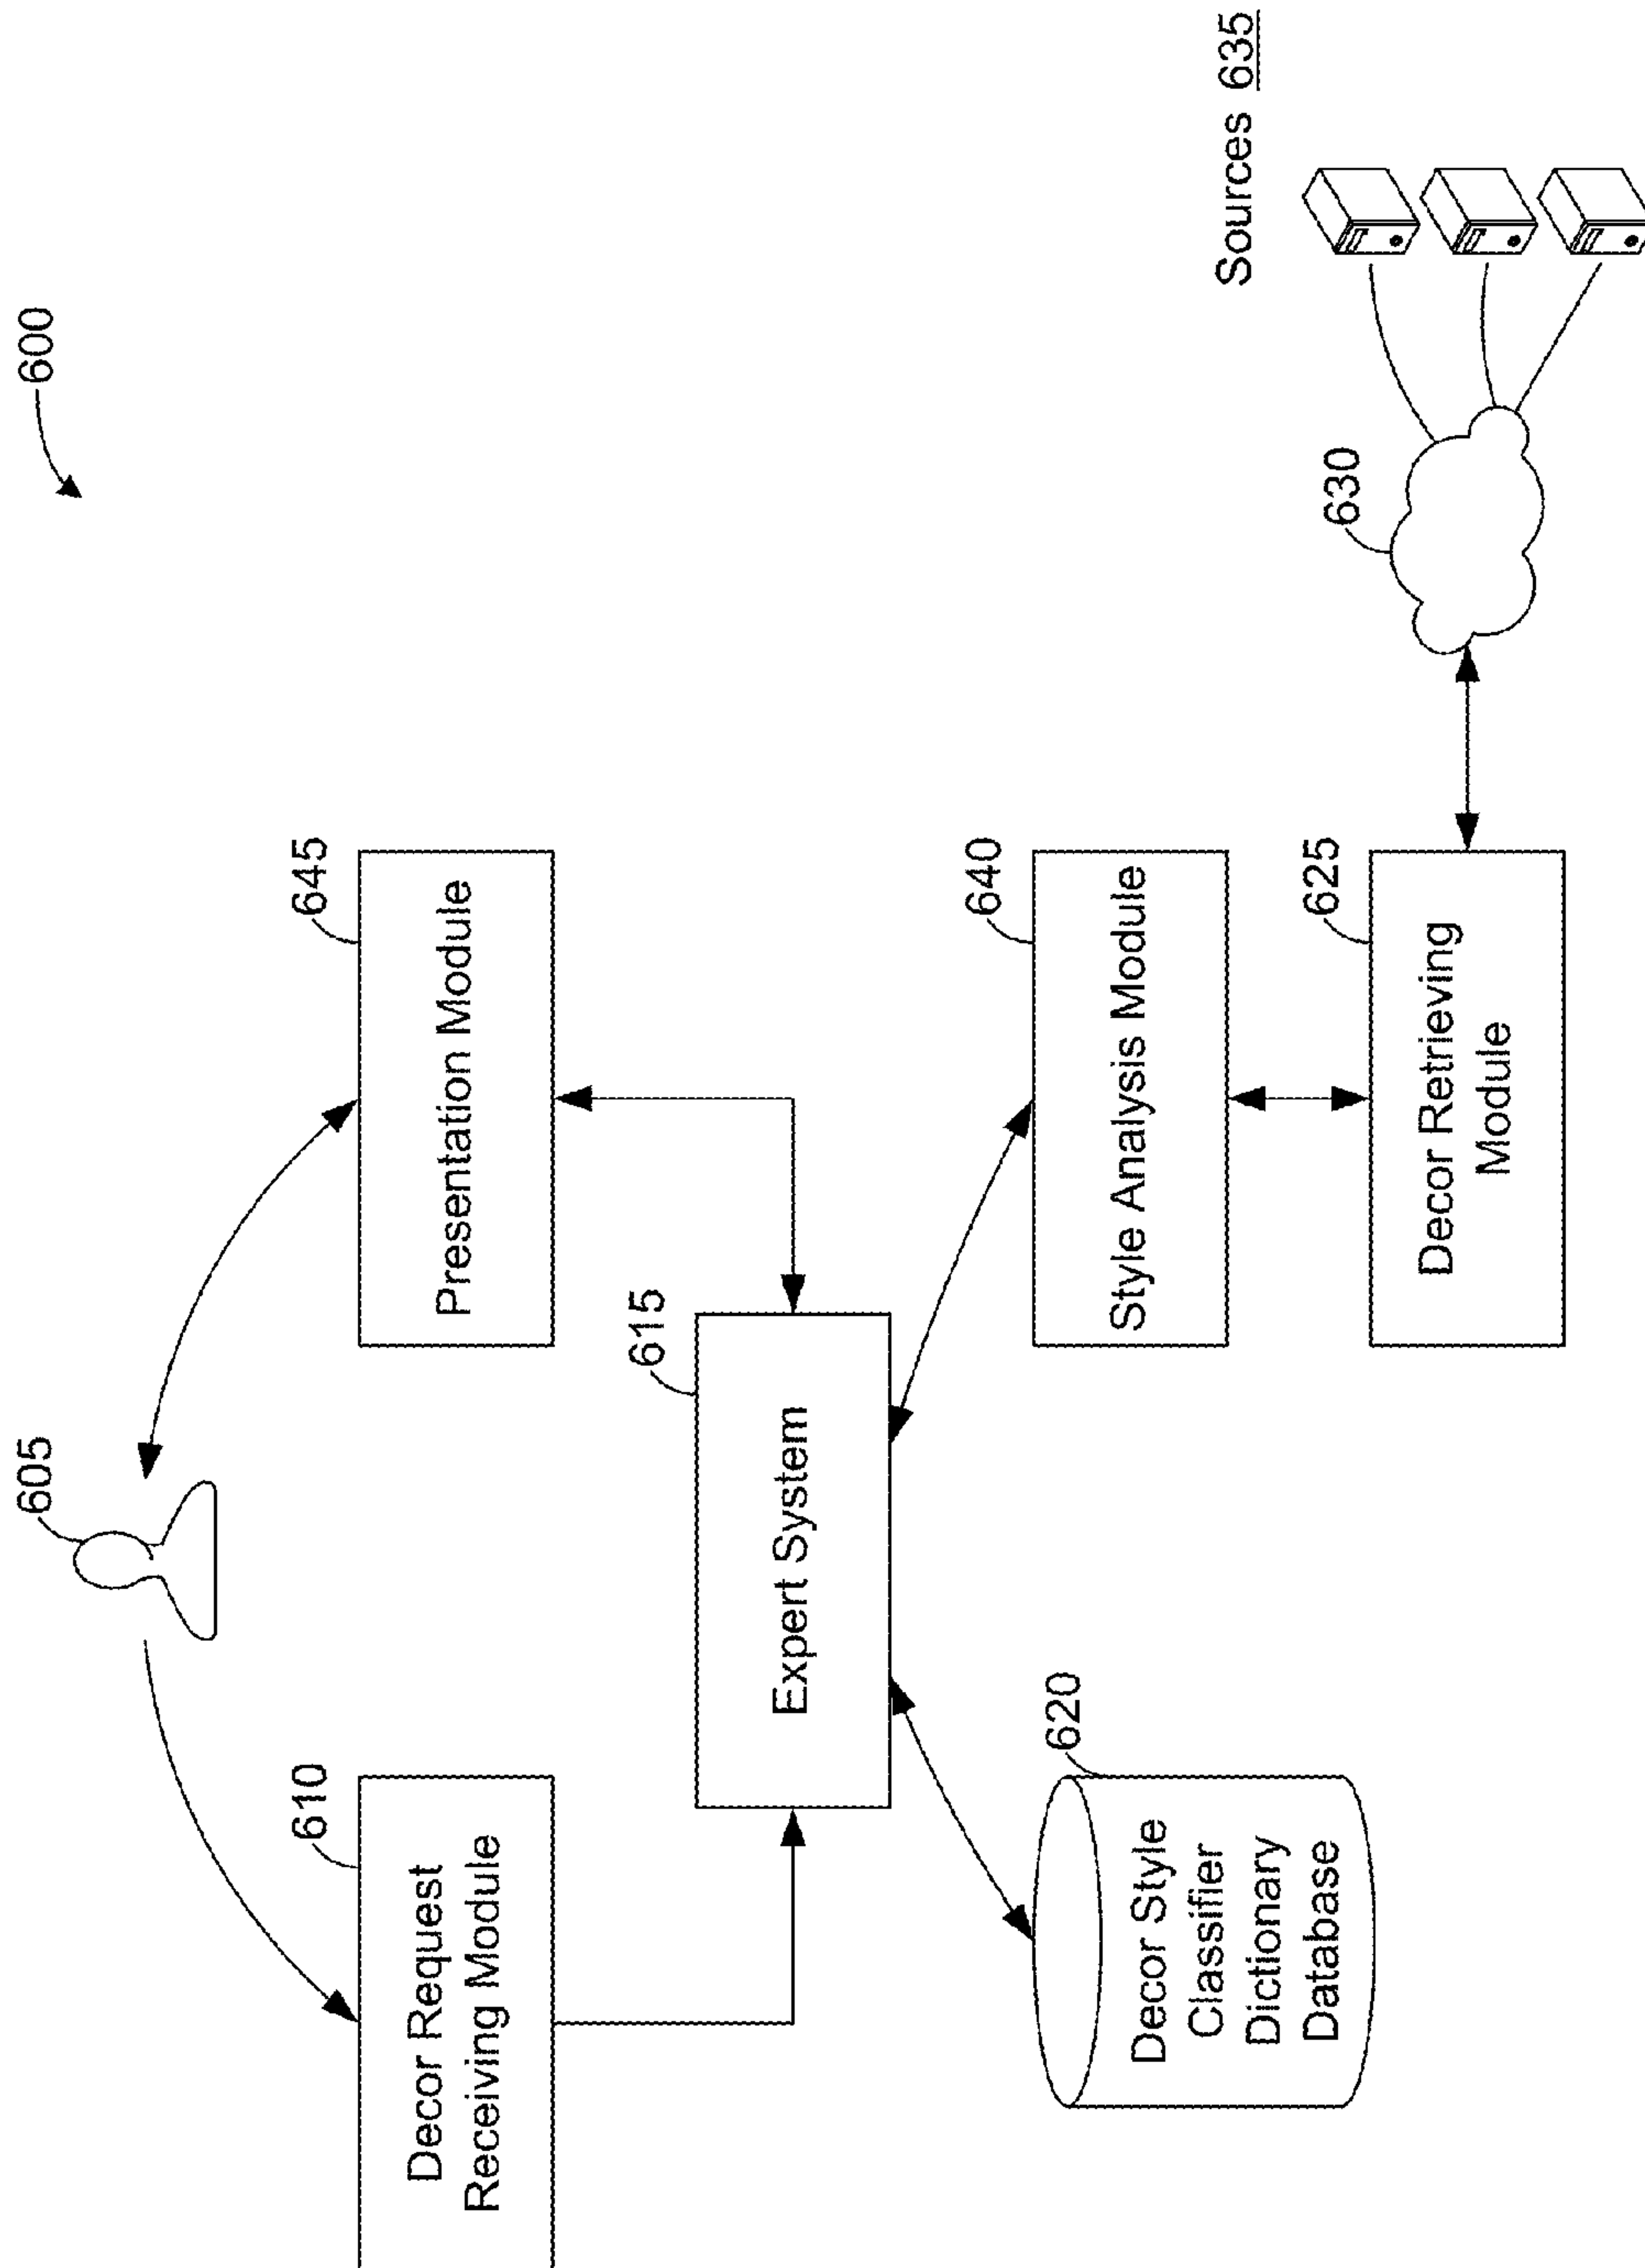 600
605
610
Decor Request
Receiving Module
645
Presentation Module
615
Expert System
620
Decor Style
Classifier
Dictionary
Database
640
Style Analysis Module
625
Decor Retrieving
Module
630
Sources 635